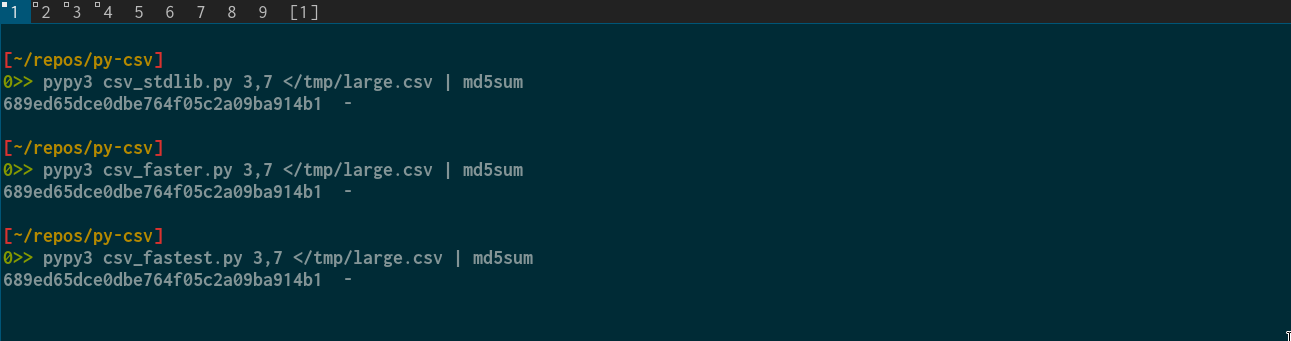 1 2 3 4 5 6 7 8 9 [1]
[~/repos/py-csv]
0>> pypy3 csv_stdlib.py 3,7 </tmp/large.csv | md5sum
689ed65dce0dbe764f05c2a09ba914b1  -
[~/repos/py-csv]
0>> pypy3 csv_faster.py 3,7 </tmp/large.csv | md5sum
689ed65dce0dbe764f05c2a09ba914b1  -
[~/repos/py-csv]
0>> pypy3 csv_fastest.py 3,7 </tmp/large.csv | md5sum
689ed65dce0dbe764f05c2a09ba914b1  -